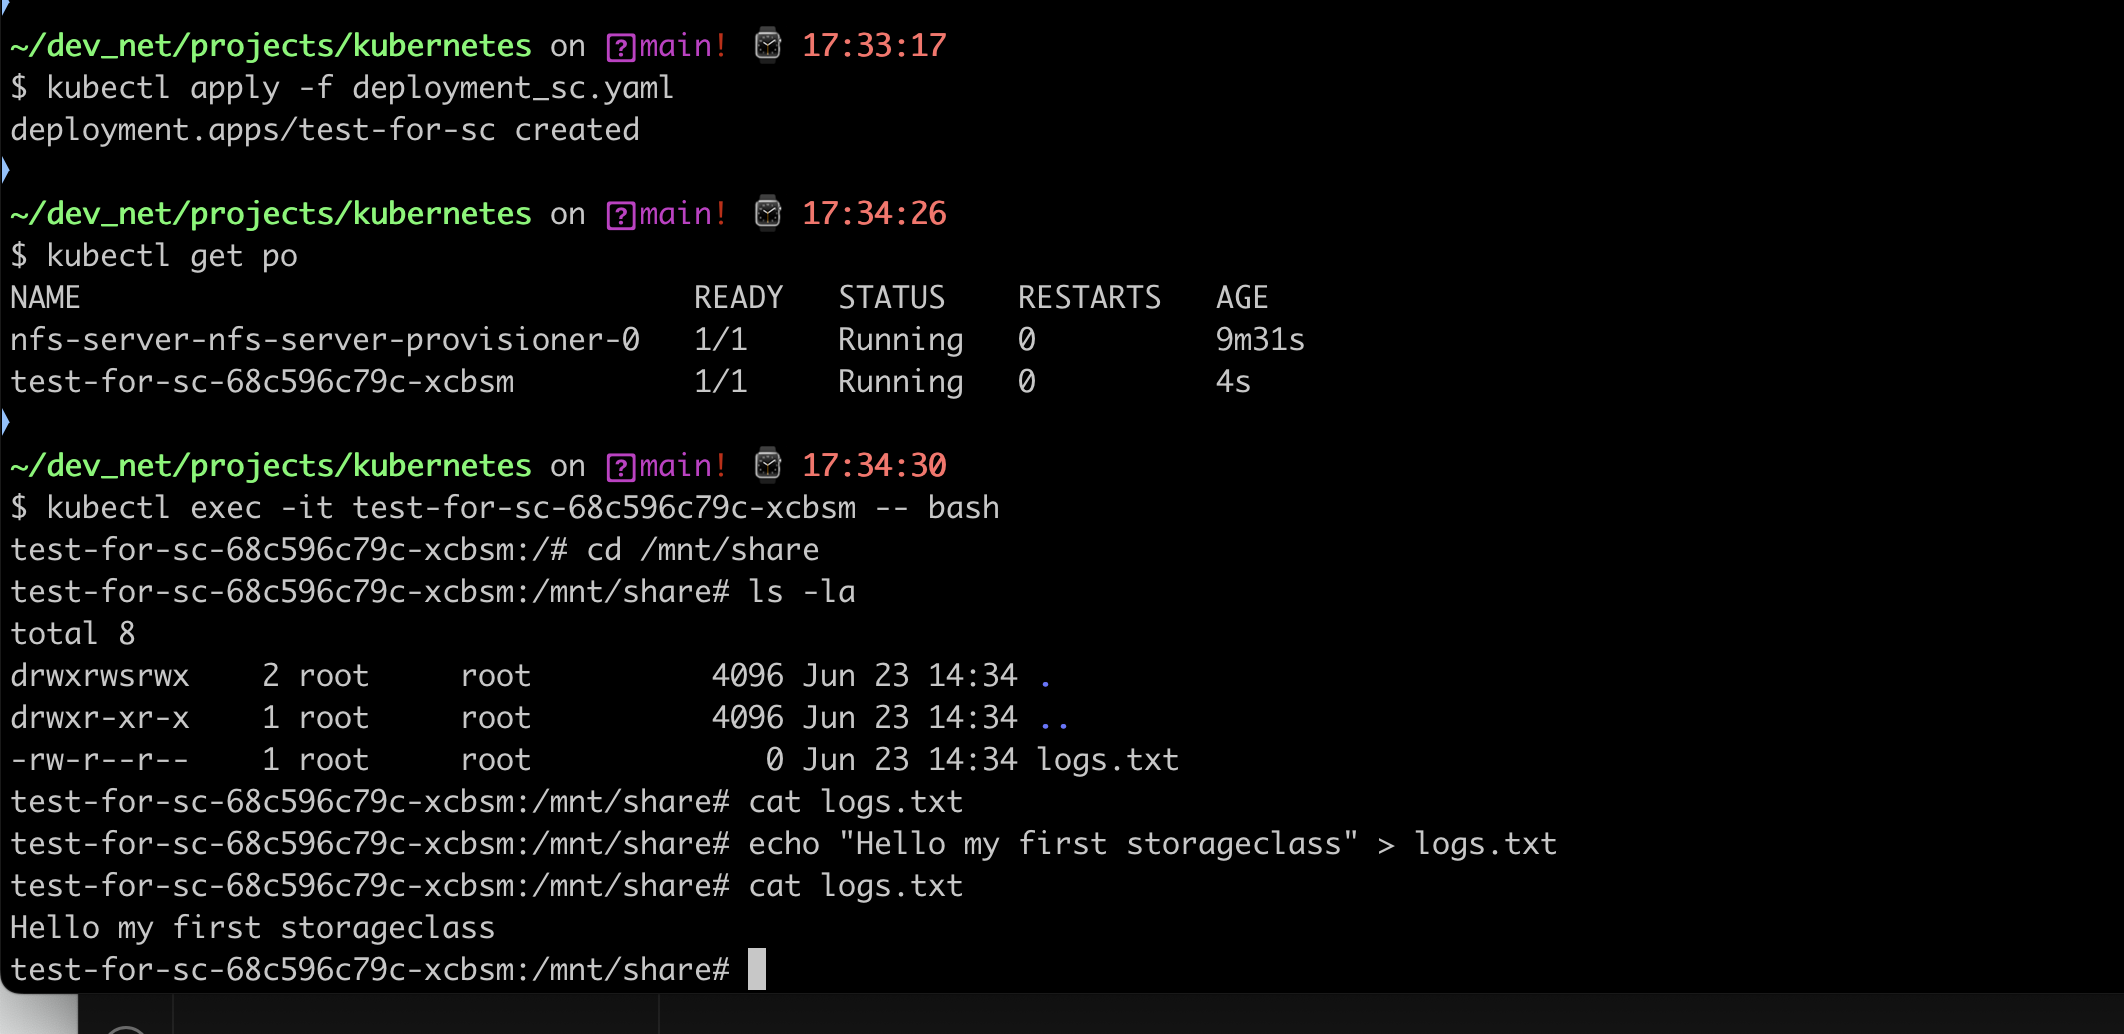 ~/dev_net/projects/kubernetes on ?main! 17:33:17
$ kubectl apply -f deployment_sc.yaml
deployment.apps/test-for-sc created
~/dev_net/projects/kubernetes on ?main! 17:34:26
$ kubectl get po
NAME READY STATUS RESTARTS AGE
nfs-server-nfs-server-provisioner-0 1/1 Running 0 9m31s
test-for-sc-68c596c79c-xcbsm 1/1 Running 0 4s
~/dev_net/projects/kubernetes on ?main! 17:34:30
$ kubectl exec -it test-for-sc-68c596c79c-xcbsm -- bash
test-for-sc-68c596c79c-xcbsm:/# cd /mnt/share
test-for-sc-68c596c79c-xcbsm:/mnt/share# ls -la
total 8
drwxrwsrwx 2 root root 4096 Jun 23 14:34 .
drwxr-xr-x 1 root root 4096 Jun 23 14:34 ..
-rw-r--r-- 1 root root 0 Jun 23 14:34 logs.txt
test-for-sc-68c596c79c-xcbsm:/mnt/share# cat logs.txt
test-for-sc-68c596c79c-xcbsm:/mnt/share# echo "Hello my first storageclass" > logs.txt
test-for-sc-68c596c79c-xcbsm:/mnt/share# cat logs.txt
Hello my first storageclass
test-for-sc-68c596c79c-xcbsm:/mnt/share#